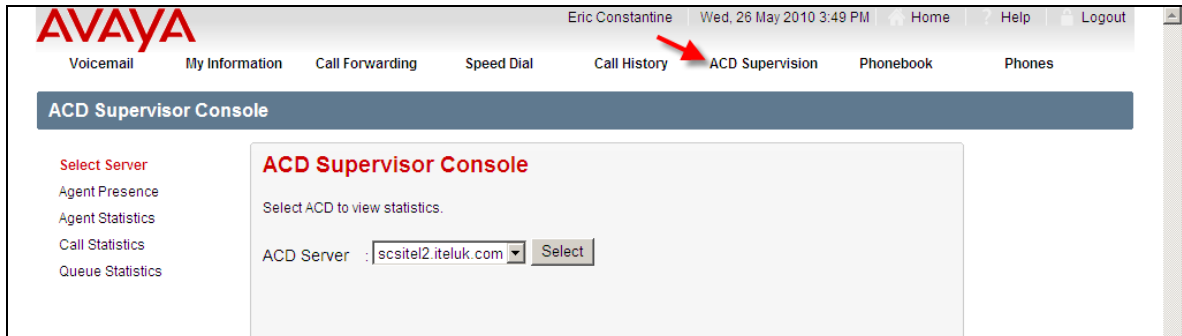 AVAYA
Eric Constantine Wed, 26 May 2010 3:49 PM Home ? Help Logout
Voicemail My Information Call Forwarding Speed Dial Call History ACD Supervision Phonebook Phones
ACD Supervisor Console
Select Server
Agent Presence
Agent Statistics
Call Statistics
Queue Statistics
ACD Supervisor Console
Select ACD to view statistics.
ACD Server : scsitel2.iteluk.com Select